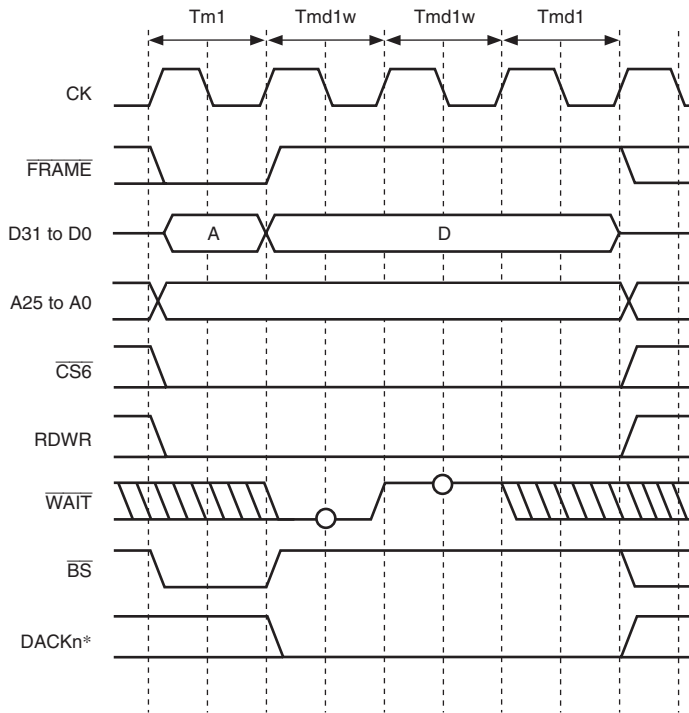 Tm1 Tmd1w Tmd1w Tmd1
CK
FRAME
D31 to D0 A D
A25 to A0
CS6
RDWR
WAIT
BS
DACKn*